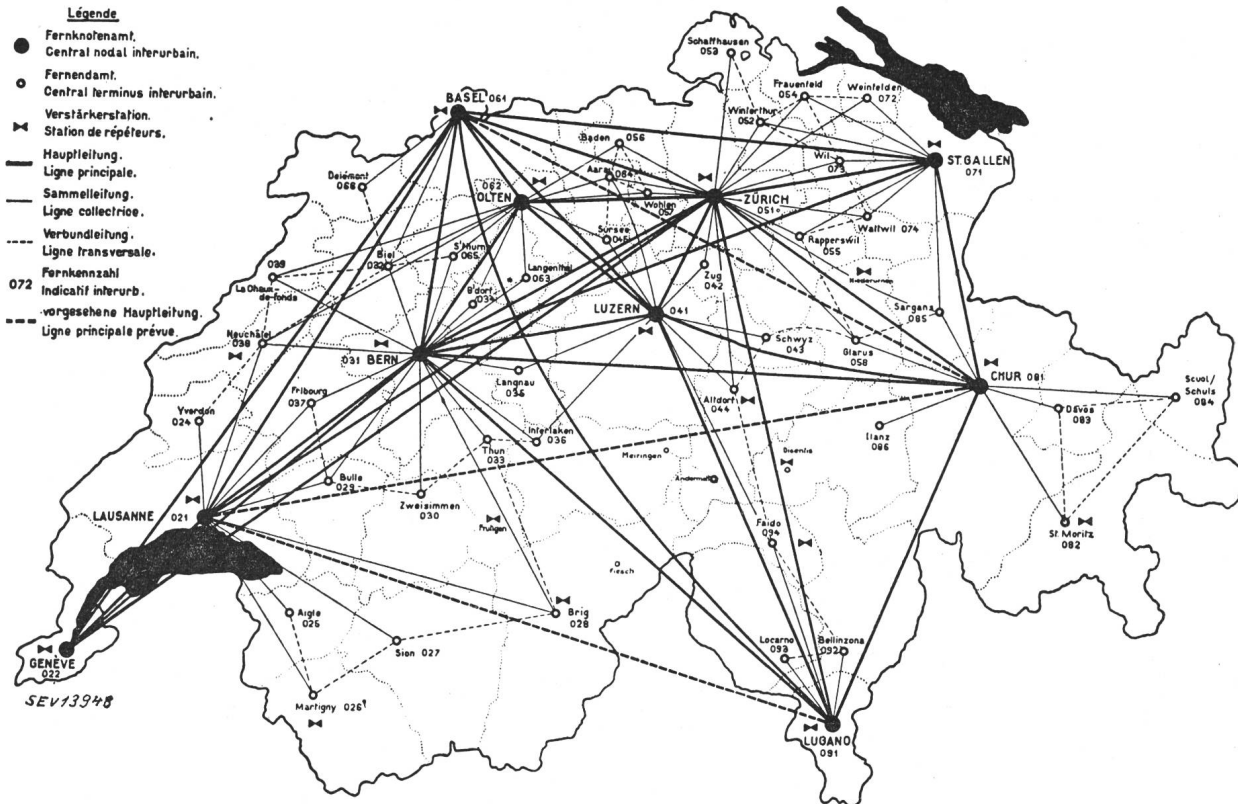 Légende
Fernknotenamt.
Central nodal interurbain.
Fernendamt.
Central terminus interurbain.
Verstärkerstation.
Station de répéteurs.
Hauptleitung.
Ligne principale.
Sammelleitung.
Ligne collectrice.
Verbundleitung.
Ligne transversale.
072
Fernkennzahl
Indicatif interurb.
vorgesehene Hauptleitung.
Ligne principale prévue.
Schaffhausen
053
Frauenfeld
054
Weinfelden
072
BASEL 061
Winterthur
052
Baden 056
Aarau
064
Wil
073
ST. GALLEN
071
Delémont
066
062
OLTEN
Wohlen
057
ZÜRICH
051
Wattwil 074
Sursee
045
Rapperswil
055
039
La Chaux-
de-fonds
Biel
032
S'thurn
065
Langenthal
063
Zug
042
Niederurnen
B'dorf
034
Sargans
085
LUZERN 041
Neuchâtel
038
031 BERN
Schwyz
043
Glarus
058
CHUR 081
Langnau
035
Fribourg
037
Altdorf
044
Scuol/
Schuls
084
Davos
083
Yverdon
024
Interlaken
036
Ilanz
086
Thun
033
Meiringen
Disentis
Andermatt
Bulle
029
Zweisimmen
030
LAUSANNE 021
Frutigen
Faido
094
St. Moritz
082
Fiesch
Aigle
025
Brig
028
Sion 027
Locarno
093
Bellinzona
092
GENÈVE
022
SEV13948
Martigny 026
LUGANO
091